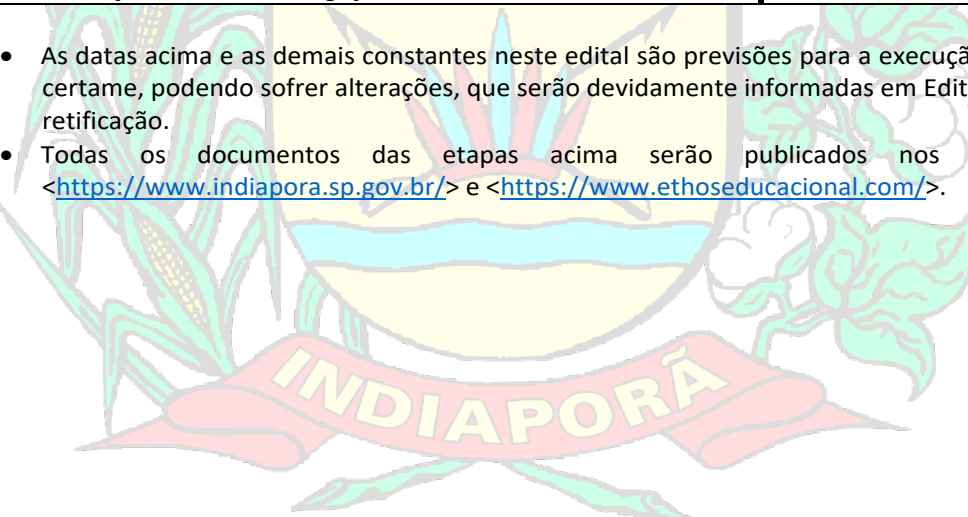 • As datas acima e as demais constantes neste edital são previsões para a execuçã
certame, podendo sofrer alterações, que serão devidamente informadas em Edit
retificação.
• Todas os documentos das etapas acima serão publicados nos
<https://www.indiapora.sp.gov.br/> e <https://www.ethoseducacional.com/>.
INDIAPORÃ